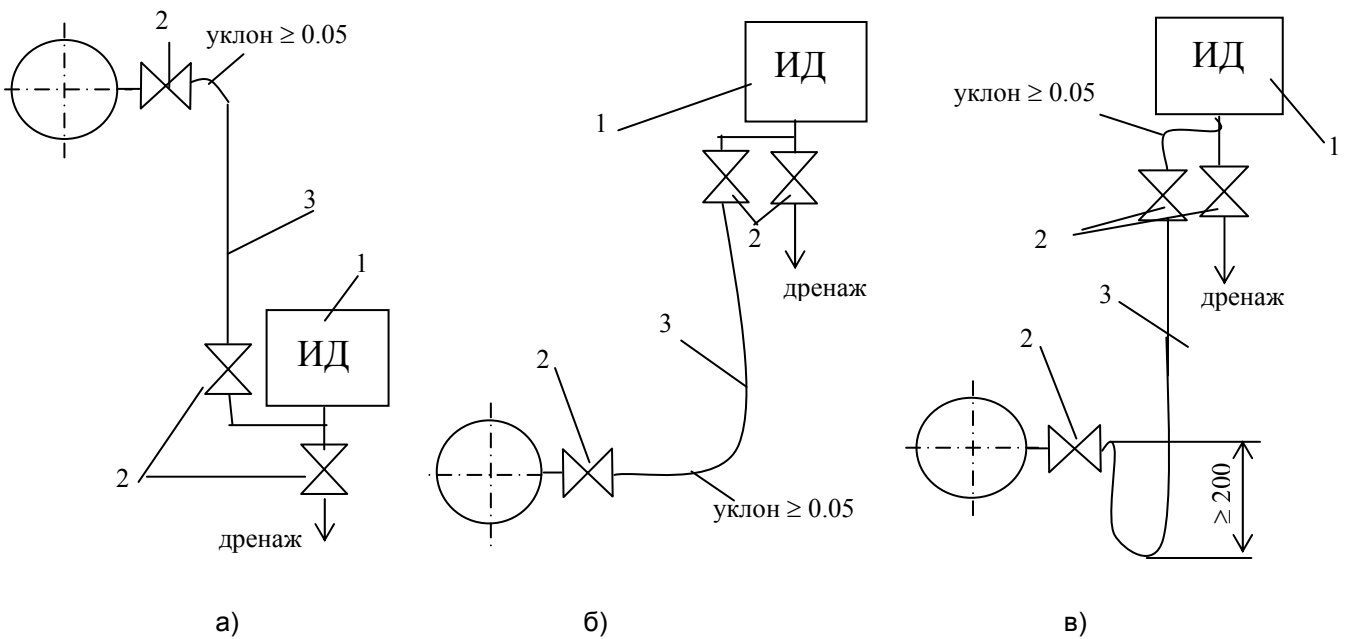 2
уклон ≥ 0.05
3
1
ИД
2
дренаж
а)
ИД
1
2
дренаж
3
2
уклон ≥ 0.05
б)
ИД
уклон ≥ 0.05
1
2
дренаж
3
2
≥ 200
в)